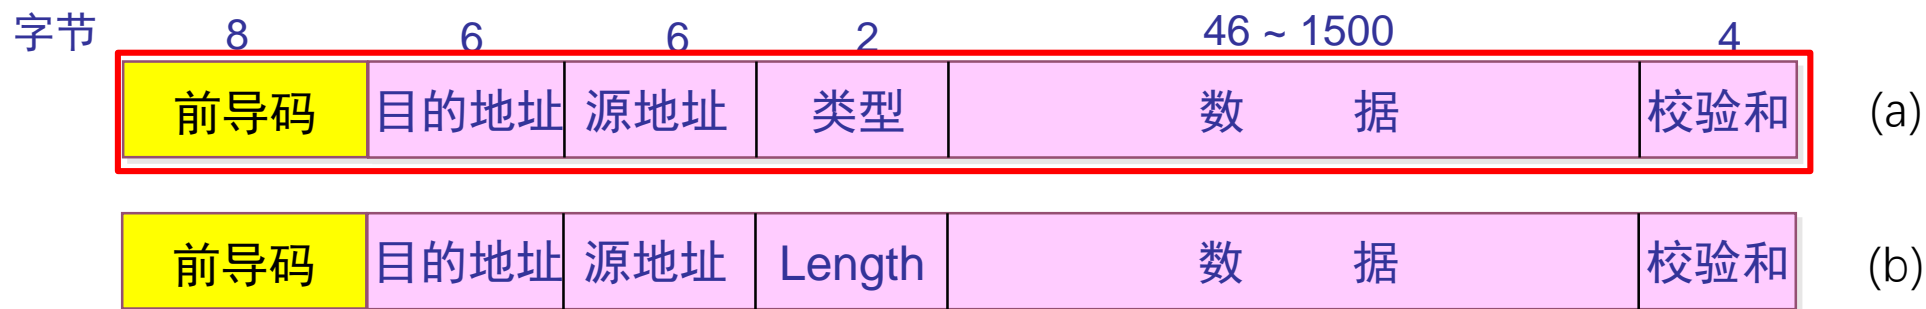 字节 8 6 6 2 46 ~ 1500 4
前导码 目的地址 源地址 类型 数 据 校验和 (a)
前导码 目的地址 源地址 Length 数 据 校验和 (b)